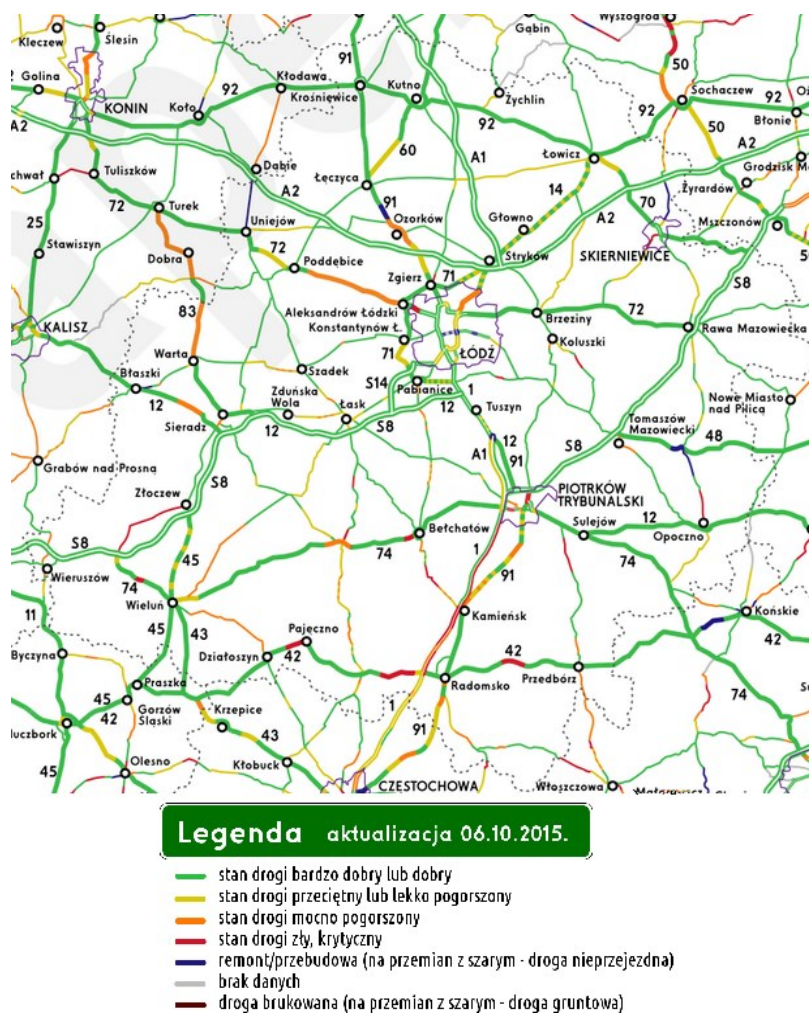 Kleczew
Ślesin
Gąbin
Wyszogród
91
50
Golina
92
Kłodawa
Krośniewice
Kutno
Żychlin
Sochaczew
92
KONIN
Koło
92
92
Błonie
A2
60
A1
50
A2
Dąbie
Łowicz
Grodzisk
Tuliszków
A2
Łęczyca
14
Żyrardów
25
72
Turek
91
Ozorków
Głowno
A2
70
Mszczonów
Uniejów
SKIERNIEWICE
Stawiszyn
72
Poddębice
Stryków
50
Dobra
Zgierz
71
S8
83
Aleksandrów Łódzki
72
KALISZ
Konstantynów Ł.
Brzeziny
Rawa Mazowiecka
Koluszki
Warta
71
ŁÓDŹ
Szadek
Błaszki
S14
Pabianice
1
12
Zduńska
Wola
Łask
12
Nowe Miasto
nad Pilicą
Sieradz
12
S8
Tuszyn
Tomaszów
Mazowiecki
12
S8
48
Grabów nad Prosną
S8
A1
91
Złoczew
PIOTRKÓW
TRYBUNALSKI
Bełchatów
Sulejów
12
S8
45
74
1
Opoczno
Wieruszów
74
91
74
11
Wieluń
Kamieńsk
Końskie
45
43
Pajęczno
42
42
Byczyna
Działoszyn
42
Przedbórz
Praszka
Radomsko
45
42
Gorzów
Śląski
1
74
Krzepice
91
43
45
Olesno
Kłobuck
CZĘSTOCHOWA
Włoszczowa
Legenda aktualizacja 06.10.2015.
stan drogi bardzo dobry lub dobry
stan drogi przeciętny lub lekko pogorszony
stan drogi mocno pogorszony
stan drogi zły, krytyczny
remont/przebudowa (na przemian z szarym - droga nieprzejezdna)
brak danych
droga brukowana (na przemian z szarym - droga gruntowa)